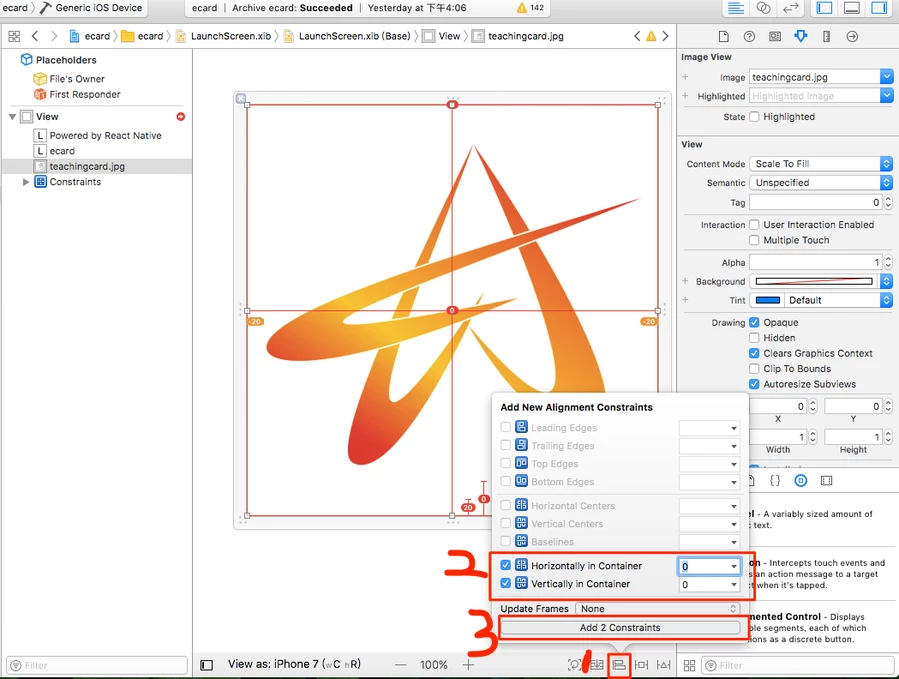 ecard
Generic iOS Device
ecard
Archive ecard: Succeeded
Yesterday at 下午4:06
142
ecard
ecard
LaunchScreen.xib
LaunchScreen.xib (Base)
View
teachingcard.jpg
Placeholders
File's Owner
First Responder
View
L Powered by React Native
L ecard
teachingcard.jpg
Constraints
-20
0
-20
0
20
Image View
Image teachingcard.jpg
Highlighted Highlighted Image
State Highlighted
View
Content Mode Scale To Fill
Semantic Unspecified
Tag 0
Interaction User Interaction Enabled
Multiple Touch
Alpha 1
Background
Tint Default
Drawing Opaque
Hidden
Clears Graphics Context
Clip To Bounds
Autoresize Subviews
0 0
X Y
1 1
Width Height
Add New Alignment Constraints
Leading Edges
Trailing Edges
Top Edges
Bottom Edges
Horizontal Centers
Vertical Centers
Baselines
2
Horizontally in Container 0
Vertically in Container 0
Update Frames None
3
Add 2 Constraints
1
{}
- A variably sized amount of
text.
- Intercepts touch events and
an action message to a target
when it's tapped.
Control - Displays
segments, each of which
as a discrete button.
Filter
View as: iPhone 7 (wC hR)
— 100% +
Filter